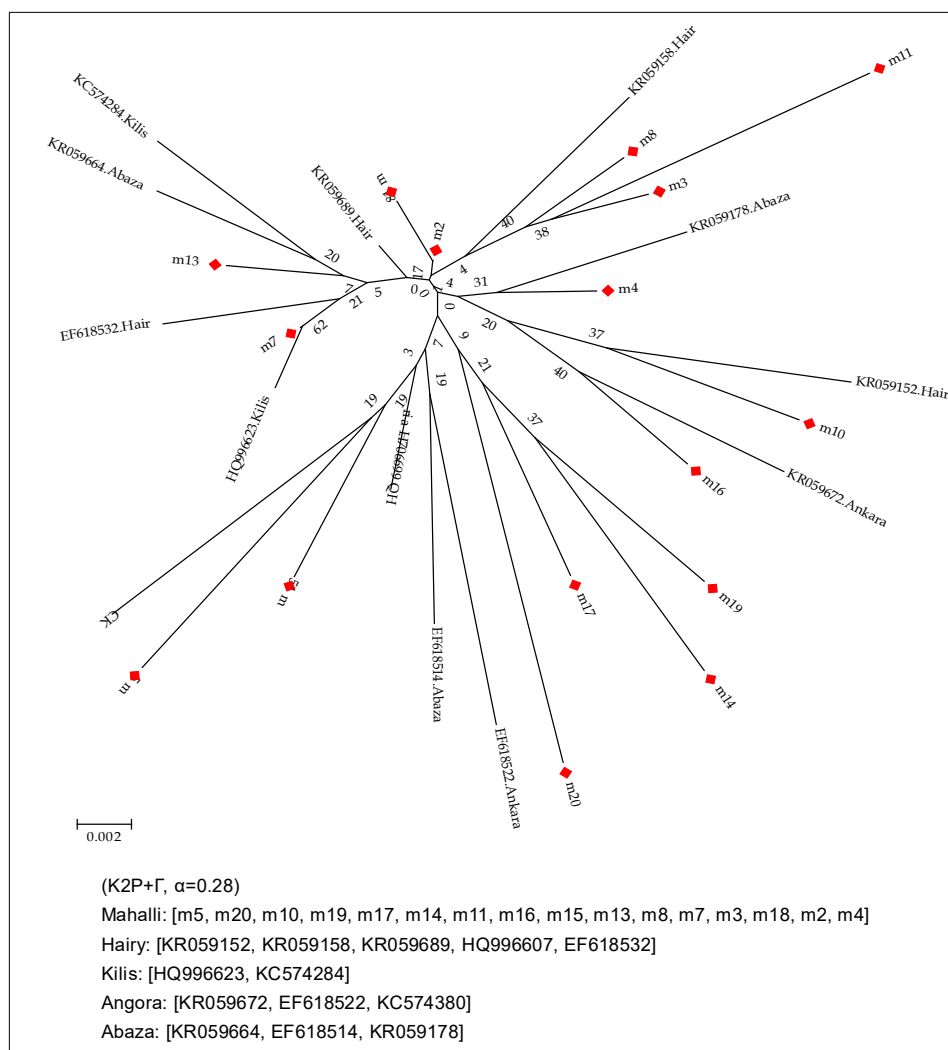 KC574284.Kilis
KR059664.Abaza
m13
EF618532.Hair
m7
HQ996623.Kilis
KR059689.Hair
m2
KR059158.Hair
m8
m11
m3
KR059178.Abaza
m4
KR059152.Hair
m10
KR059672.Ankara
m16
m19
m14
m17
m20
EF618522.Ankara
EF618514.Abaza
20
7
21
5
62
17
0
0
4
4
40
38
31
1
0
20
37
40
9
21
37
7
3
19
19
19
0.002
(K2P+Γ, α=0.28)
Mahalli: [m5, m20, m10, m19, m17, m14, m11, m16, m15, m13, m8, m7, m3, m18, m2, m4]
Hairy: [KR059152, KR059158, KR059689, HQ996607, EF618532]
Kilis: [HQ996623, KC574284]
Angora: [KR059672, EF618522, KC574380]
Abaza: [KR059664, EF618514, KR059178]